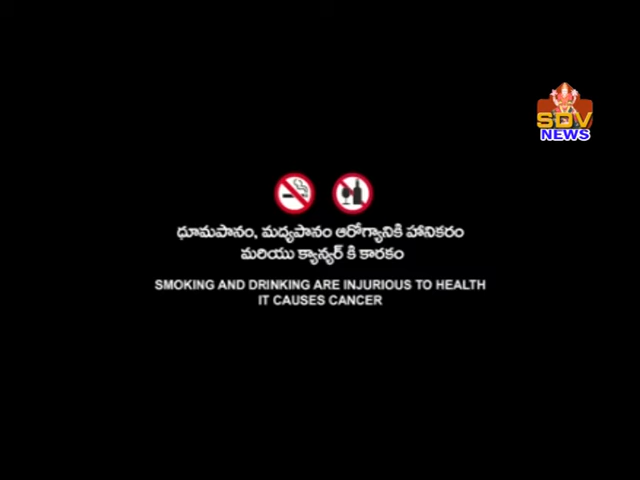 SDV
NEWS
ధూమపానం, మద్యపానం ఆరోగ్యానికి హానికరం
మరియు క్యాన్సర్ కి కారకం
SMOKING AND DRINKING ARE INJURIOUS TO HEALTH
IT CAUSES CANCER